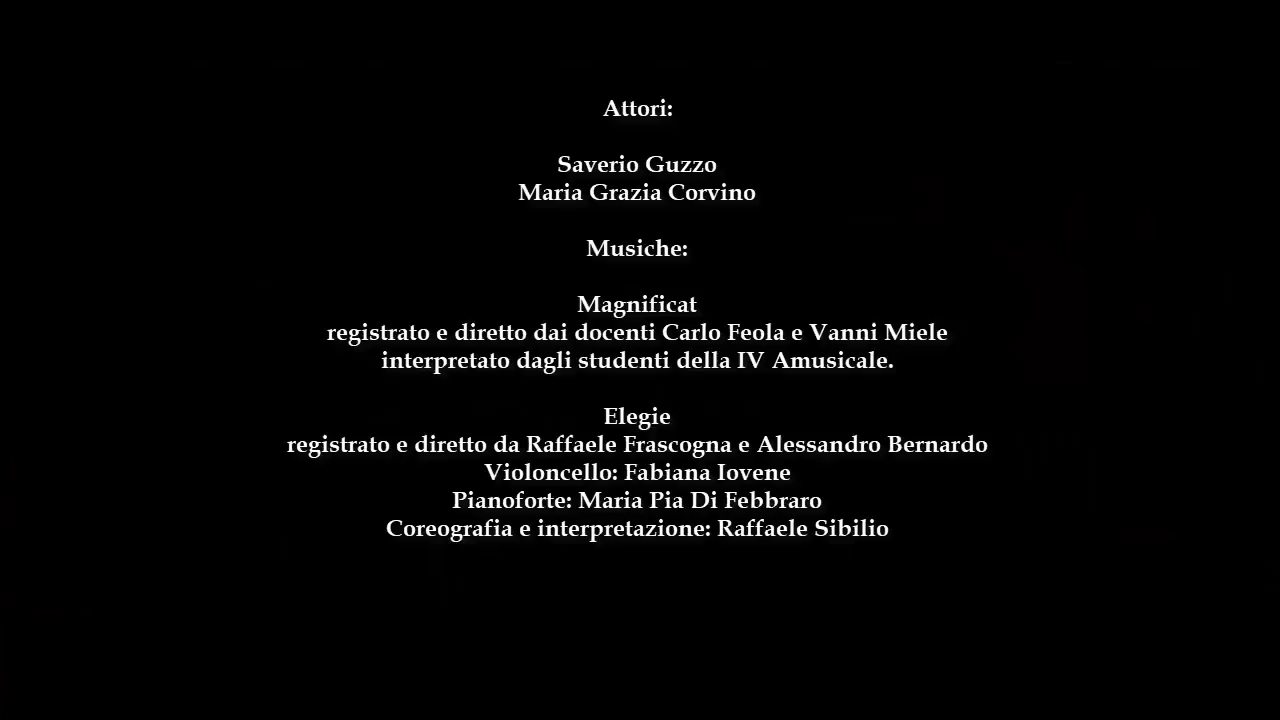 Attori:
Saverio Guzzo
Maria Grazia Corvino
Musiche:
Magnificat
registrato e diretto dai docenti Carlo Feola e Vanni Miele
interpretato dagli studenti della IV Amusicale.
Elegie
registrato e diretto da Raffaele Frascogna e Alessandro Bernardo
Violoncello: Fabiana Iovene
Pianoforte: Maria Pia Di Febbraro
Coreografia e interpretazione: Raffaele Sibilio